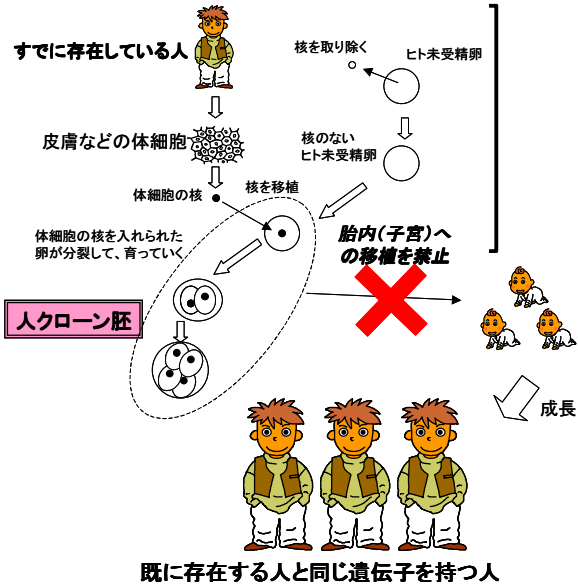 すでに存在している人
核を取り除く
ヒト未受精卵
皮膚などの体細胞
核のない
ヒト未受精卵
体細胞の核
核を移植
体細胞の核を入れられた
卵が分裂して、育っていく
胎内（子宮）へ
の移植を禁止
人クローン胚
成長
既に存在する人と同じ遺伝子を持つ人